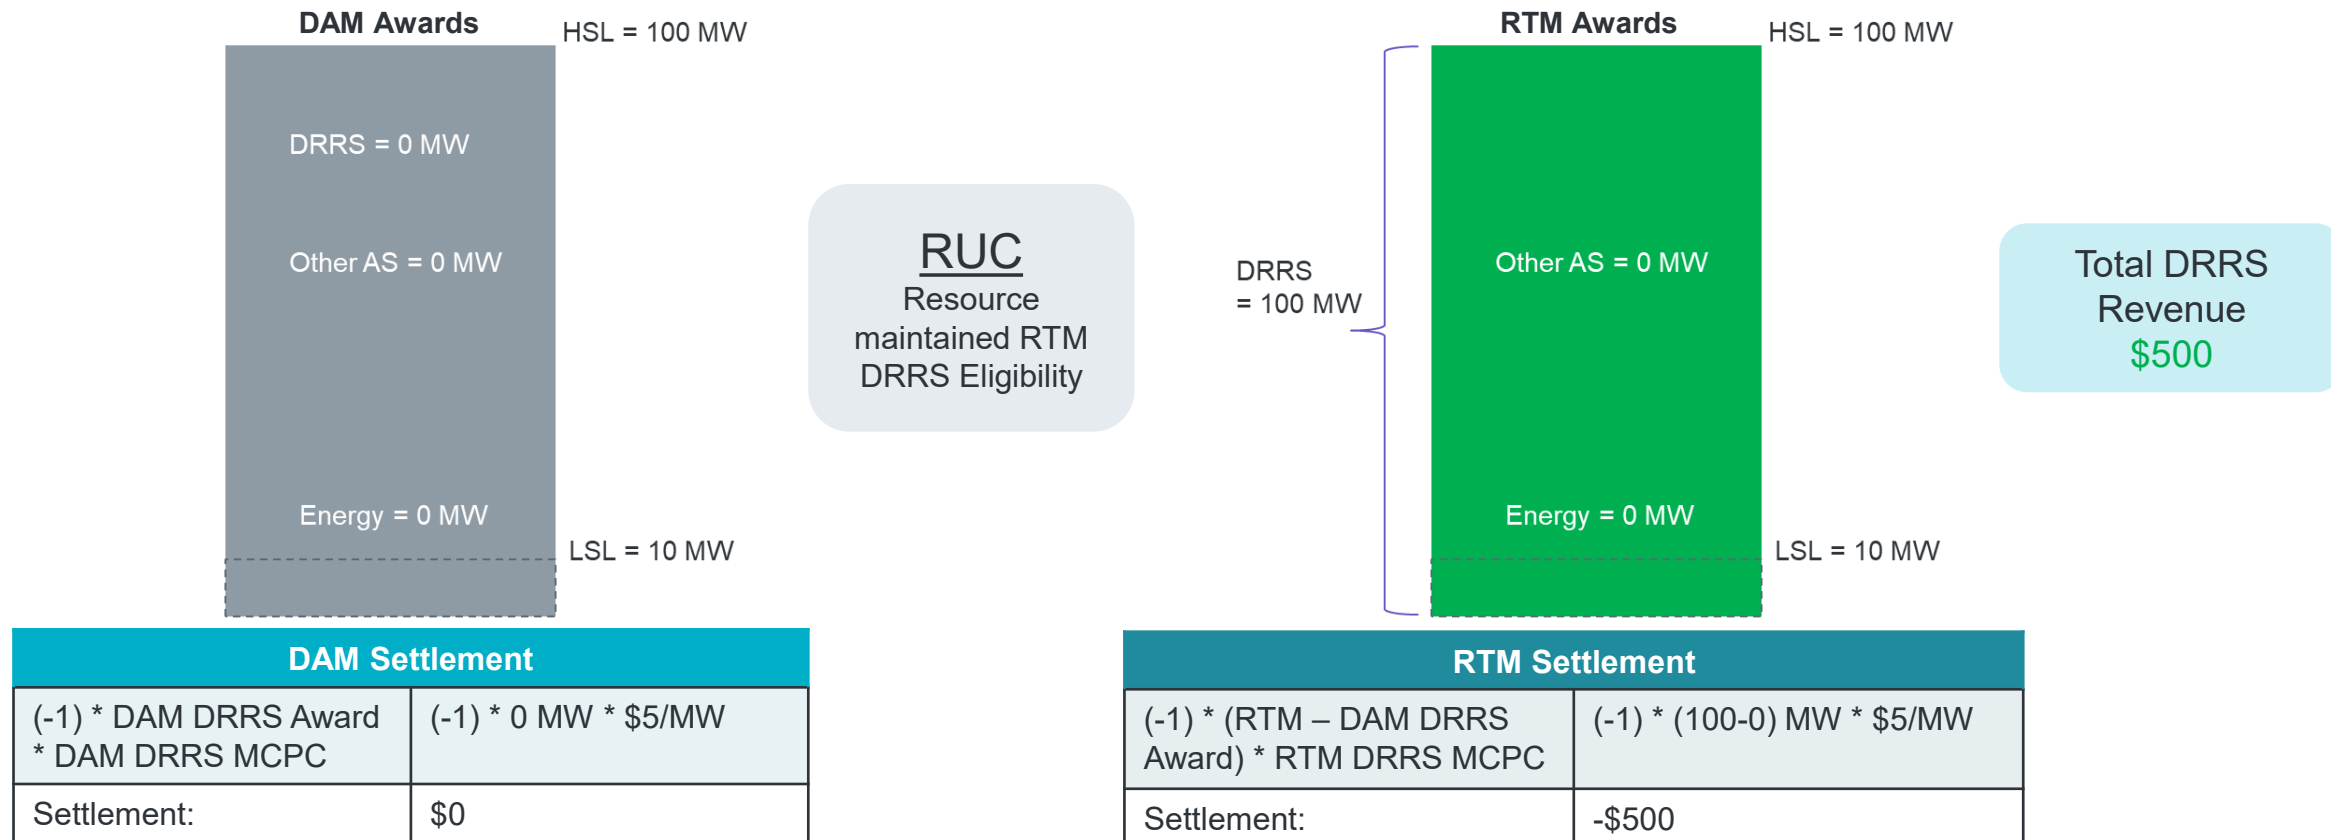 DAM Awards
HSL = 100 MW
DRRS = 0 MW
Other AS = 0 MW
Energy = 0 MW
LSL = 10 MW
RUC
Resource
maintained RTM
DRRS Eligibility
RTM Awards
HSL = 100 MW
DRRS
= 100 MW
Other AS = 0 MW
Energy = 0 MW
LSL = 10 MW
Total DRRS
Revenue
$500
DAM Settlement
(-1) * DAM DRRS Award
* DAM DRRS MCPC
(-1) * 0 MW * $5/MW
Settlement:
$0
RTM Settlement
(-1) * (RTM – DAM DRRS
Award) * RTM DRRS MCPC
(-1) * (100-0) MW * $5/MW
Settlement:
-$500